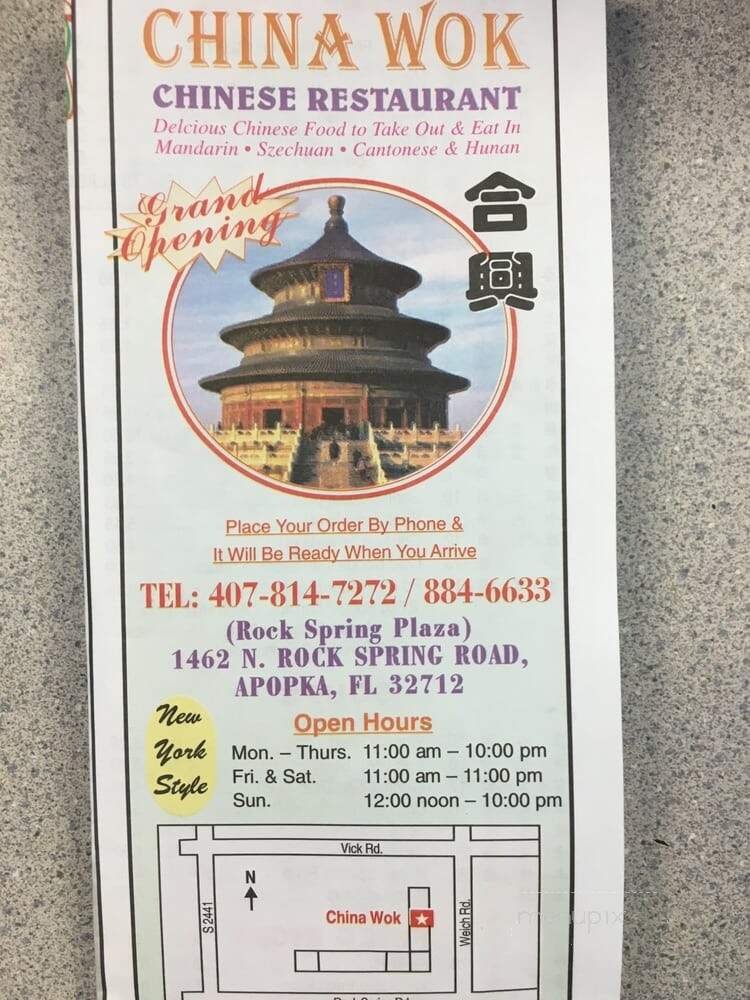 CHINA WOK
CHINESE RESTAURANT
Delcious Chinese Food to Take Out & Eat In
Mandarin • Szechuan • Cantonese & Hunan
Grand
Opening
合
興
Place Your Order By Phone &
It Will Be Ready When You Arrive
TEL: 407-814-7272 / 884-6633
(Rock Spring Plaza)
1462 N. ROCK SPRING ROAD,
APOPKA, FL 32712
New
York
Style
Open Hours
Mon. – Thurs. 11:00 am – 10:00 pm
Fri. & Sat. 11:00 am – 11:00 pm
Sun. 12:00 noon – 10:00 pm
Vick Rd.
N
S 2441
China Wok
Welch Rd.
menupix